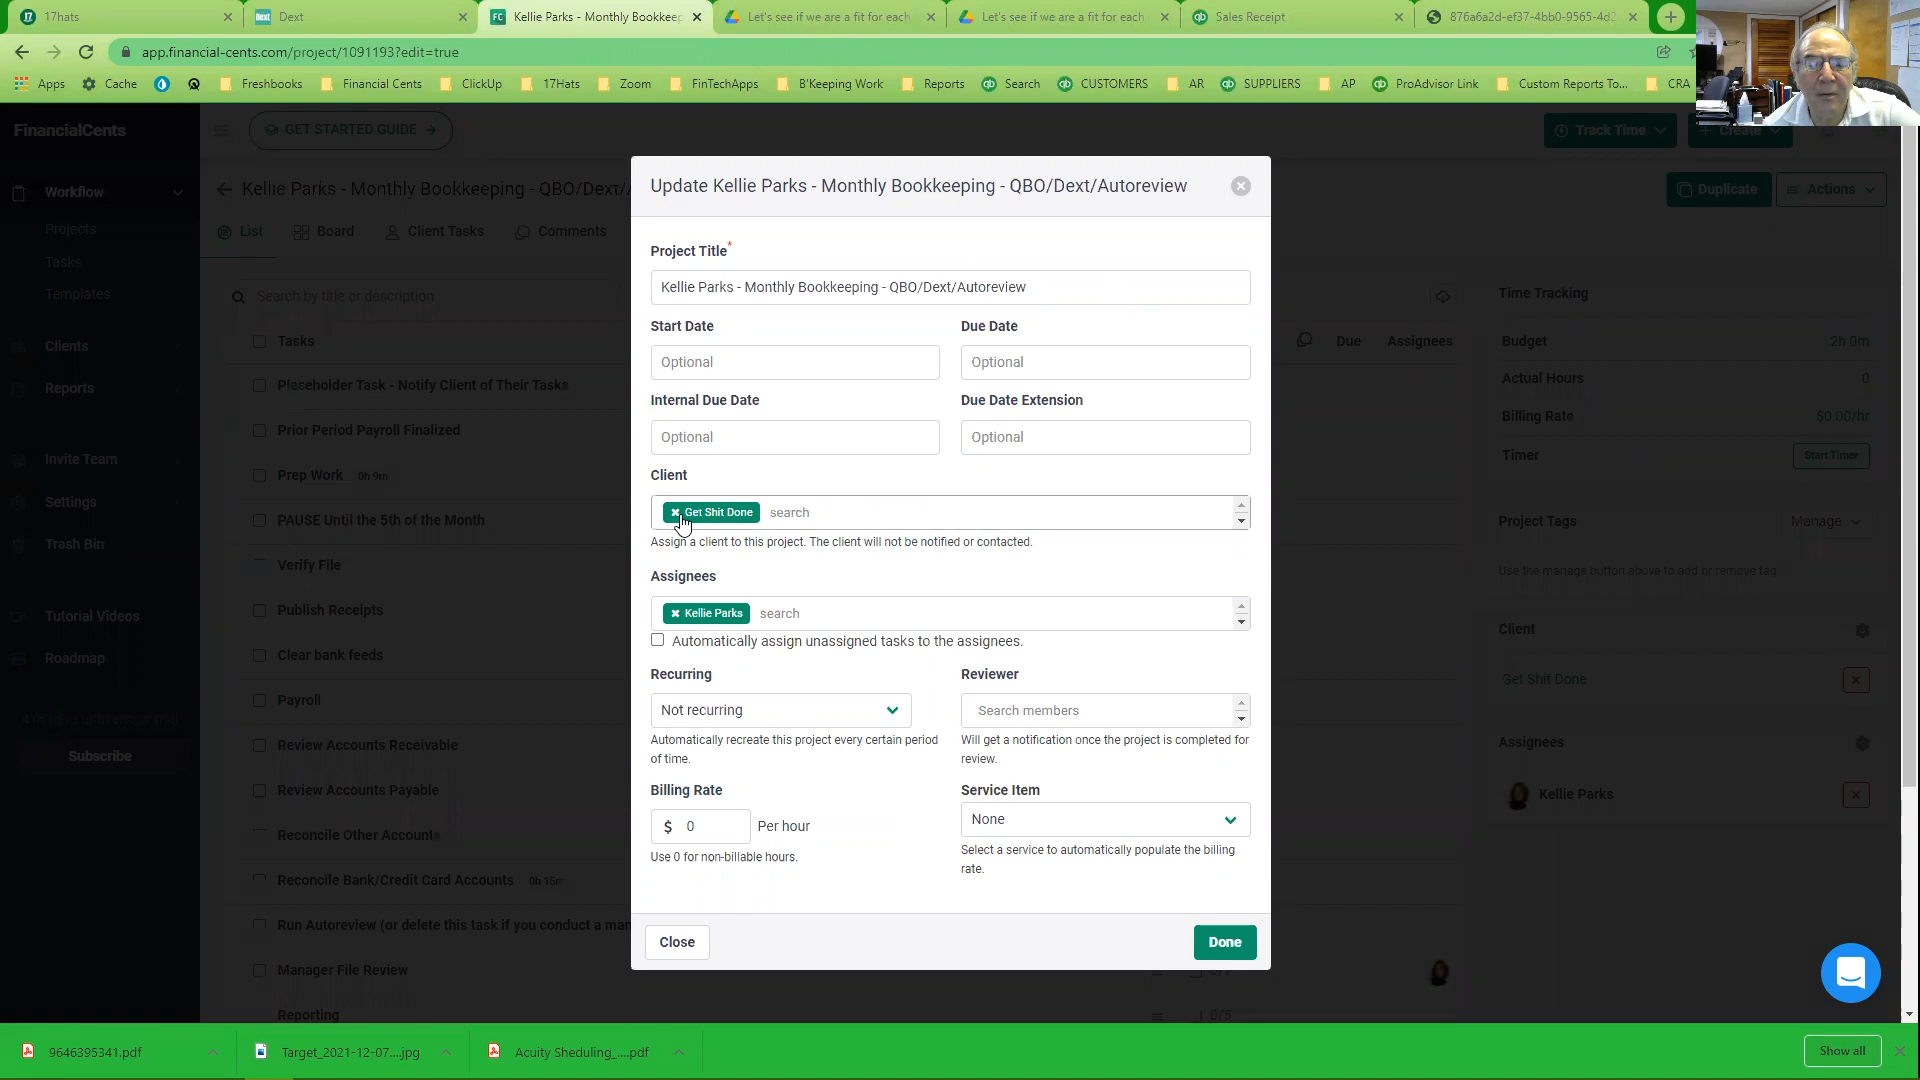 17hats
Dext
Dext
FC
Kellie Parks - Monthly Bookkeep
Let's see if we are a fit for each
Let's see if we are a fit for each
Sales Receipt
876a6a2d-ef37-4bb0-9565-4d2
app.financial-cents.com/project/1091193?edit=true
Apps
Cache
Freshbooks
Financial Cents
ClickUp
17Hats
Zoom
FinTechApps
B'Keeping Work
Reports
Search
CUSTOMERS
AR
SUPPLIERS
AP
ProAdvisor Link
Custom Reports To...
CRA
FinancialCents
GET STARTED GUIDE
Track Time
+ Create
Workflow
Projects
Tasks
Templates
Clients
Reports
Invite Team
Settings
Trash Bin
Tutorial Videos
Roadmap
Subscribe
Kellie Parks - Monthly Bookkeeping - QBO/Dext/
Duplicate
Actions
List
Board
Client Tasks
Comments
Search by title or description
Tasks
Due
Assignees
Placeholder Task - Notify Client of Their Tasks
Prior Period Payroll Finalized
Prep Work 0h 9m
PAUSE Until the 5th of the Month
Verify File
Publish Receipts
Clear bank feeds
Payroll
Review Accounts Receivable
Review Accounts Payable
Reconcile Other Accounts
Reconcile Bank/Credit Card Accounts 0h 15m
Run Autoreview (or delete this task if you conduct a man
Manager File Review
Reporting
0/5
Update Kellie Parks - Monthly Bookkeeping - QBO/Dext/Autoreview
Project Title*
Kellie Parks - Monthly Bookkeeping - QBO/Dext/Autoreview
Start Date
Due Date
Optional
Optional
Internal Due Date
Due Date Extension
Optional
Optional
Client
Get Shit Done
search
Assign a client to this project. The client will not be notified or contacted.
Assignees
Kellie Parks
search
Automatically assign unassigned tasks to the assignees.
Recurring
Reviewer
Not recurring
Search members
Automatically recreate this project every certain period
of time.
Will get a notification once the project is completed for
review.
Billing Rate
Service Item
$ 0
Per hour
None
Use 0 for non-billable hours.
Select a service to automatically populate the billing
rate.
Close
Done
Time Tracking
Budget 2h 0m
Actual Hours 0
Billing Rate $0.00/hr
Timer Start Timer
Project Tags
Manage
Use the manage button above to add or remove tag
Client
Get Shit Done
Assignees
Kellie Parks
9646395341.pdf
Target_2021-12-07....jpg
Acuity Sheduling_....pdf
Show all